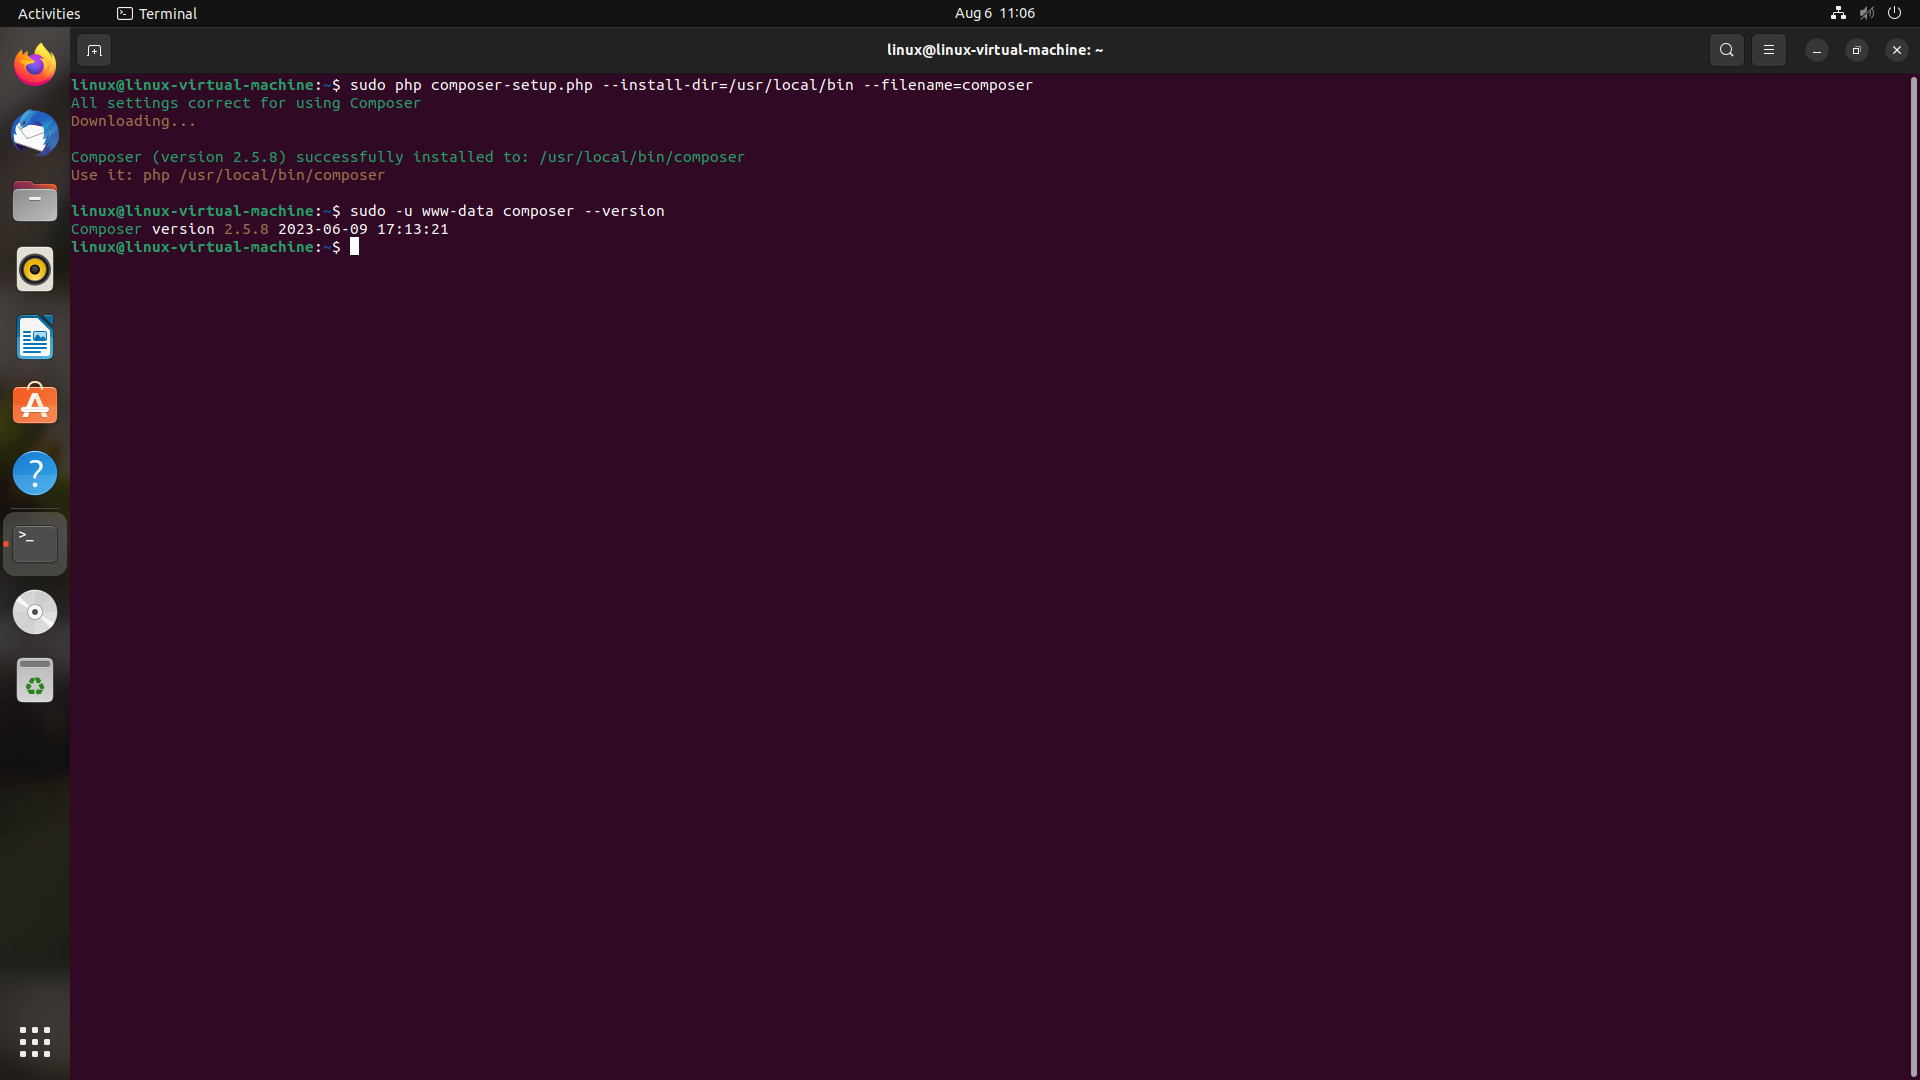 Activities Terminal Aug 6 11:06
linux@linux-virtual-machine: ~
linux@linux-virtual-machine:~$ sudo php composer-setup.php --install-dir=/usr/local/bin --filename=composer
All settings correct for using Composer
Downloading...
Composer (version 2.5.8) successfully installed to: /usr/local/bin/composer
Use it: php /usr/local/bin/composer
linux@linux-virtual-machine:~$ sudo -u www-data composer --version
Composer version 2.5.8 2023-06-09 17:13:21
linux@linux-virtual-machine:~$